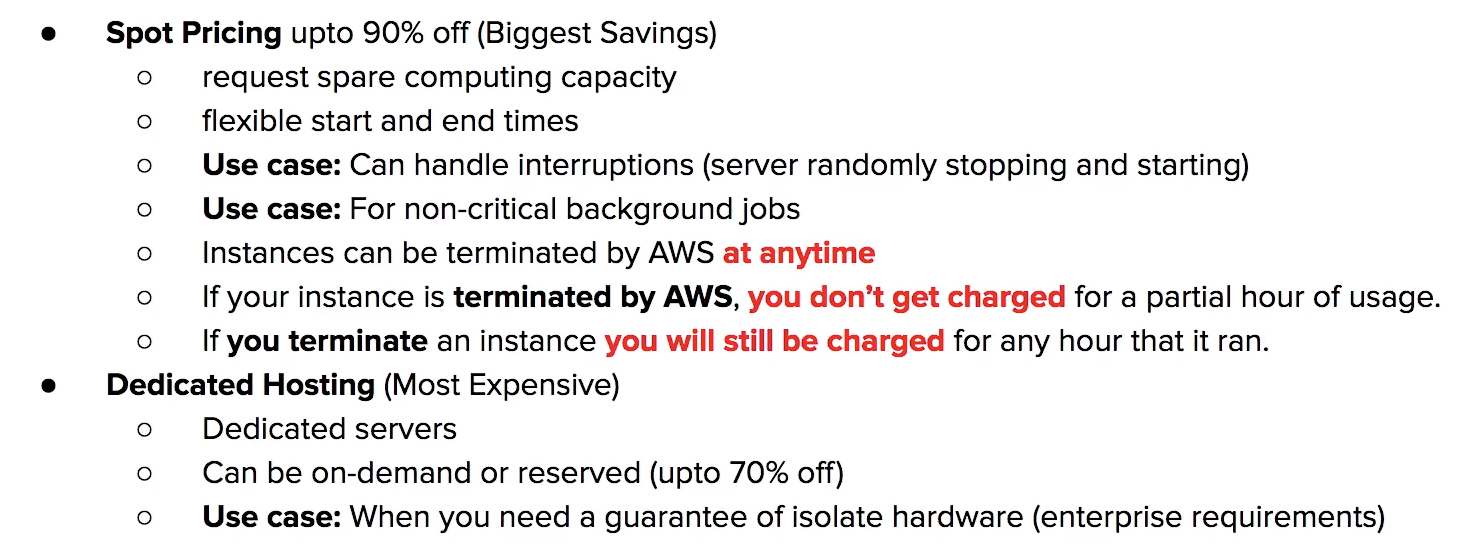 ● Spot Pricing upto 90% off (Biggest Savings)
○ request spare computing capacity
○ flexible start and end times
○ Use case: Can handle interruptions (server randomly stopping and starting)
○ Use case: For non-critical background jobs
○ Instances can be terminated by AWS at anytime
○ If your instance is terminated by AWS, you don’t get charged for a partial hour of usage.
○ If you terminate an instance you will still be charged for any hour that it ran.
● Dedicated Hosting (Most Expensive)
○ Dedicated servers
○ Can be on-demand or reserved (upto 70% off)
○ Use case: When you need a guarantee of isolate hardware (enterprise requirements)